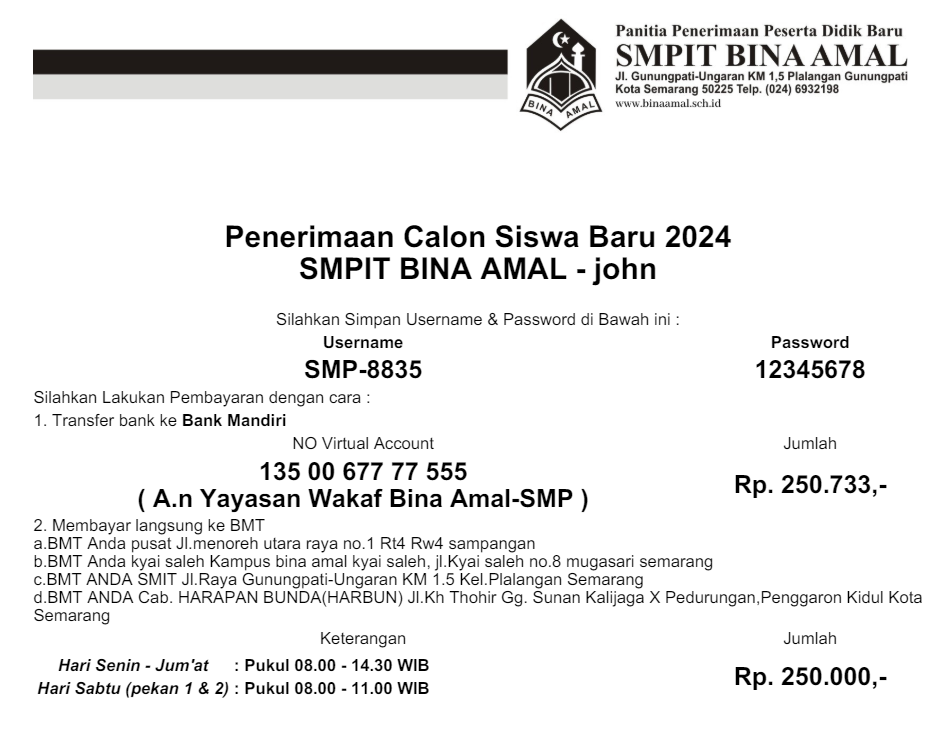 Panitia Penerimaan Peserta Didik Baru
SMPIT BINA AMAL
Jl. Gunungpati-Ungaran KM 1,5 Plalangan Gunungpati
Kota Semarang 50225 Telp. (024) 6932198
www.binaamal.sch.id
BINA AMAL
Penerimaan Calon Siswa Baru 2024
SMPIT BINA AMAL - john
Silahkan Simpan Username & Password di Bawah ini :
Username Password
SMP-8835 12345678
Silahkan Lakukan Pembayaran dengan cara :
1. Transfer bank ke Bank Mandiri
NO Virtual Account Jumlah
135 00 677 77 555
( A.n Yayasan Wakaf Bina Amal-SMP ) Rp. 250.733,-
2. Membayar langsung ke BMT
a.BMT Anda pusat Jl.menoreh utara raya no.1 Rt4 Rw4 sampangan
b.BMT Anda kyai saleh Kampus bina amal kyai saleh, jl.Kyai saleh no.8 mugasari semarang
c.BMT ANDA SMIT Jl.Raya Gunungpati-Ungaran KM 1.5 Kel.Plalangan Semarang
d.BMT ANDA Cab. HARAPAN BUNDA(HARBUN) Jl.Kh Thohir Gg. Sunan Kalijaga X Pedurungan,Penggaron Kidul Kota
Semarang
Keterangan Jumlah
Hari Senin - Jum'at : Pukul 08.00 - 14.30 WIB
Hari Sabtu (pekan 1 & 2) : Pukul 08.00 - 11.00 WIB
Rp. 250.000,-